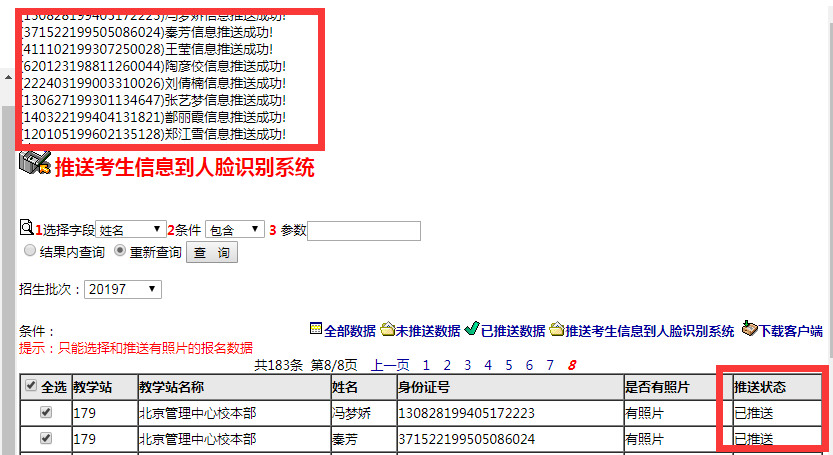 (130828199405172223)冯梦娇信息推送成功!
(371522199505086024)秦芳信息推送成功!
(411102199307250028)王莹信息推送成功!
(620123198811260044)陶彦佼信息推送成功!
(222403199003310026)刘倩楠信息推送成功!
(130627199301134647)张艺梦信息推送成功!
(140322199404131821)鄯丽霞信息推送成功!
(120105199602135128)郑江雪信息推送成功!
推送考生信息到人脸识别系统
1选择字段 姓名 2条件 包含 3 参数
结果内查询 重新查询 查 询
招生批次： 20197
条件： 全部数据 未推送数据 已推送数据 推送考生信息到人脸识别系统 下载客户端
提示：只能选择和推送有照片的报名数据
共183条 第8/8页 上一页 1 2 3 4 5 6 7 8
全选 教学站 教学站名称 姓名 身份证号 是否有照片 推送状态
179 北京管理中心校本部 冯梦娇 130828199405172223 有照片 已推送
179 北京管理中心校本部 秦芳 371522199505086024 有照片 已推送